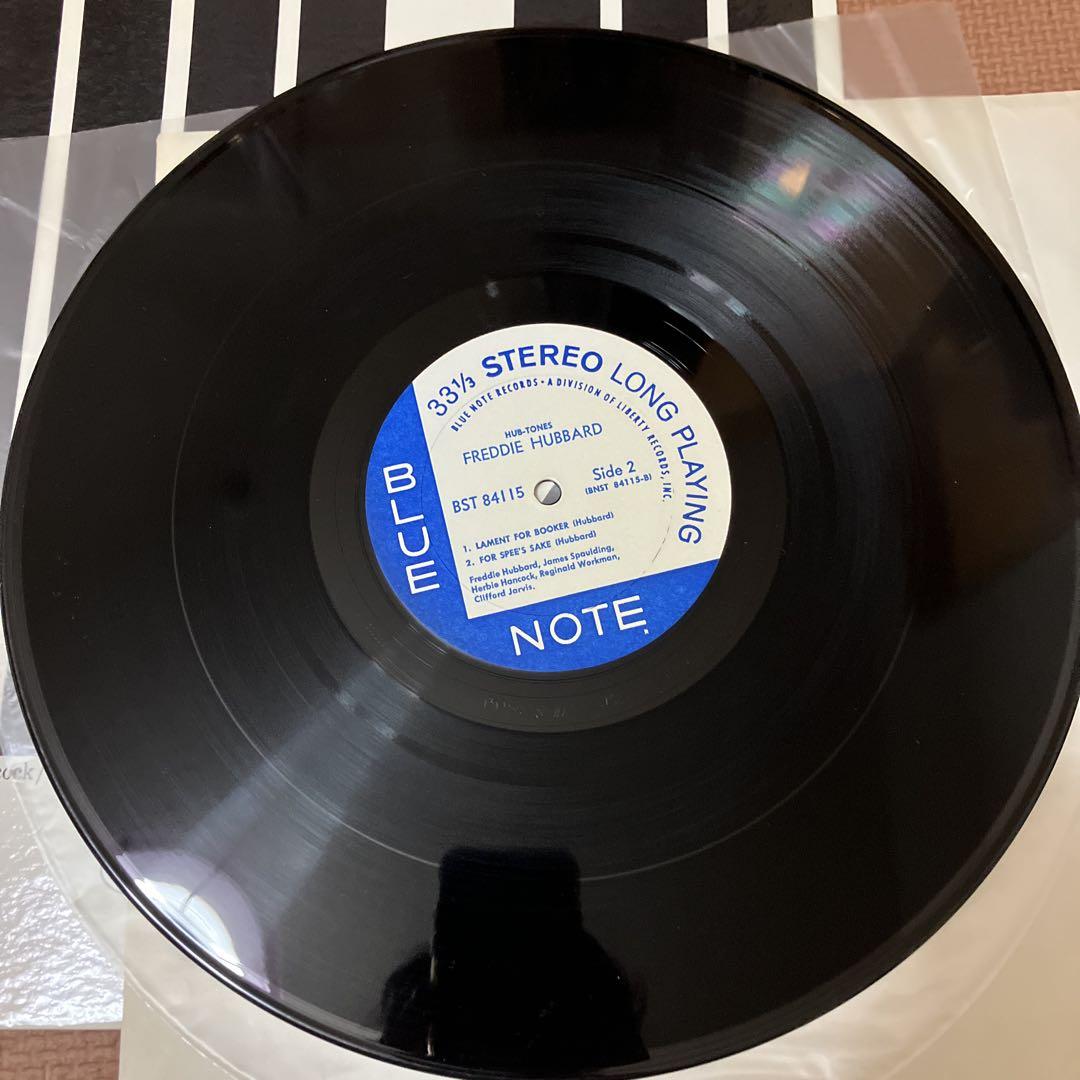 33⅓ STEREO LONG PLAYING
BLUE NOTE RECORDS • A DIVISION OF LIBERTY RECORDS, INC.
HUB-TONES
FREDDIE HUBBARD
BST 84115
Side 2
(BNST 84115-B)
1. LAMENT FOR BOOKER (Hubbard)
2. FOR SPEE'S SAKE (Hubbard)
Freddie Hubbard, James Spaulding,
Herbie Hancock, Reginald Workman,
Clifford Jarvis.
BLUE
NOTE
cock/